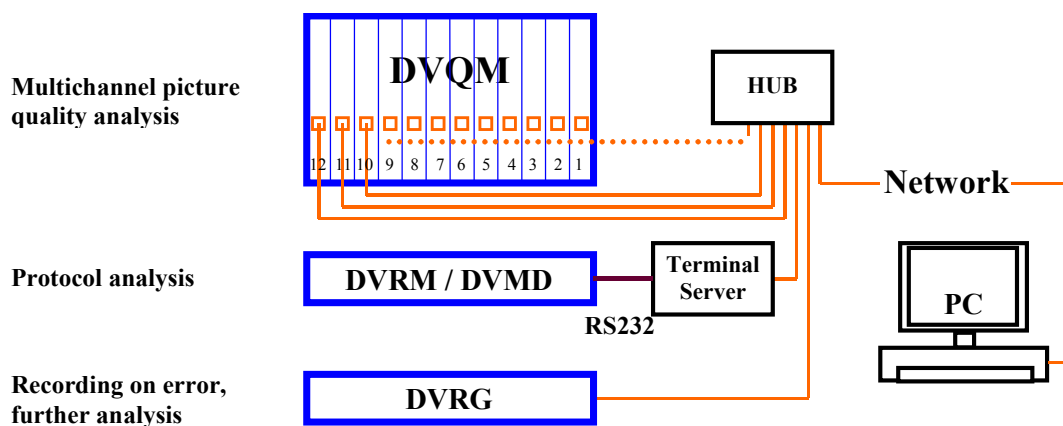 Multichannel picture
quality analysis
DVQM
12 11 10 9 8 7 6 5 4 3 2 1
HUB
Network
Protocol analysis
DVRM / DVMD
RS232
Terminal
Server
PC
Recording on error,
further analysis
DVRG